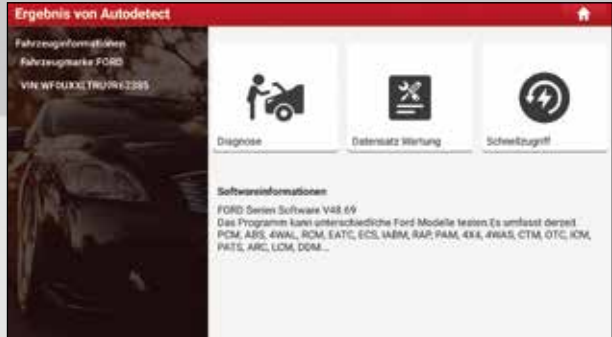 Ergebnis von Autodetect
Fahrzeuginformationen
Fahrzeugmarke:FORD
Diagnose
Datensatz Wartung
Schnellzugriff
Softwareinformationen
FORD Serien Software V48.69
Das Programm kann unterschiedliche Ford Modelle testen.Es umfasst derzeit
PCM, ABS, 4WAL, RCM, EATC, ECS, IABM, RAP, PAM, 4X4, 4WAS, CTM, OTC, ICM,
PATS, ARC, LCM, DDM...